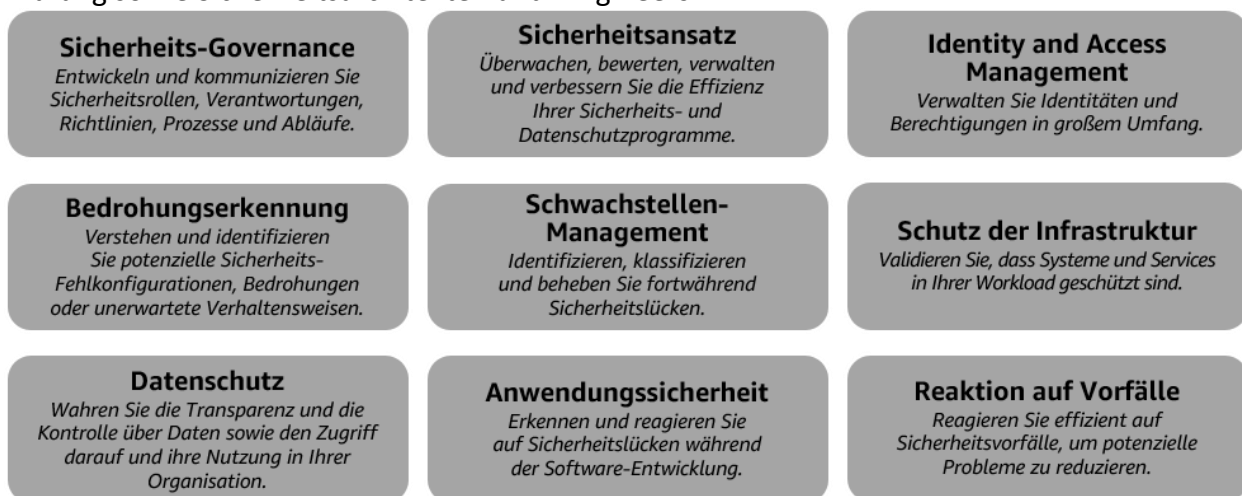 Sicherheits-Governance
Entwickeln und kommunizieren Sie
Sicherheitsrollen, Verantwortungen,
Richtlinien, Prozesse und Abläufe.
Sicherheitsansatz
Überwachen, bewerten, verwalten
und verbessern Sie die Effizienz
Ihrer Sicherheits- und
Datenschutzprogramme.
Identity and Access
Management
Verwalten Sie Identitäten und
Berechtigungen in großem Umfang.
Bedrohungserkennung
Verstehen und identifizieren
Sie potenzielle Sicherheits-
Fehlkonfigurationen, Bedrohungen
oder unerwartete Verhaltensweisen.
Schwachstellen-
Management
Identifizieren, klassifizieren
und beheben Sie fortwährend
Sicherheitslücken.
Schutz der Infrastruktur
Validieren Sie, dass Systeme und Services
in Ihrer Workload geschützt sind.
Datenschutz
Wahren Sie die Transparenz und die
Kontrolle über Daten sowie den Zugriff
darauf und ihre Nutzung in Ihrer
Organisation.
Anwendungssicherheit
Erkennen und reagieren Sie
auf Sicherheitslücken während
der Software-Entwicklung.
Reaktion auf Vorfälle
Reagieren Sie effizient auf
Sicherheitsvorfälle, um potenzielle
Probleme zu reduzieren.